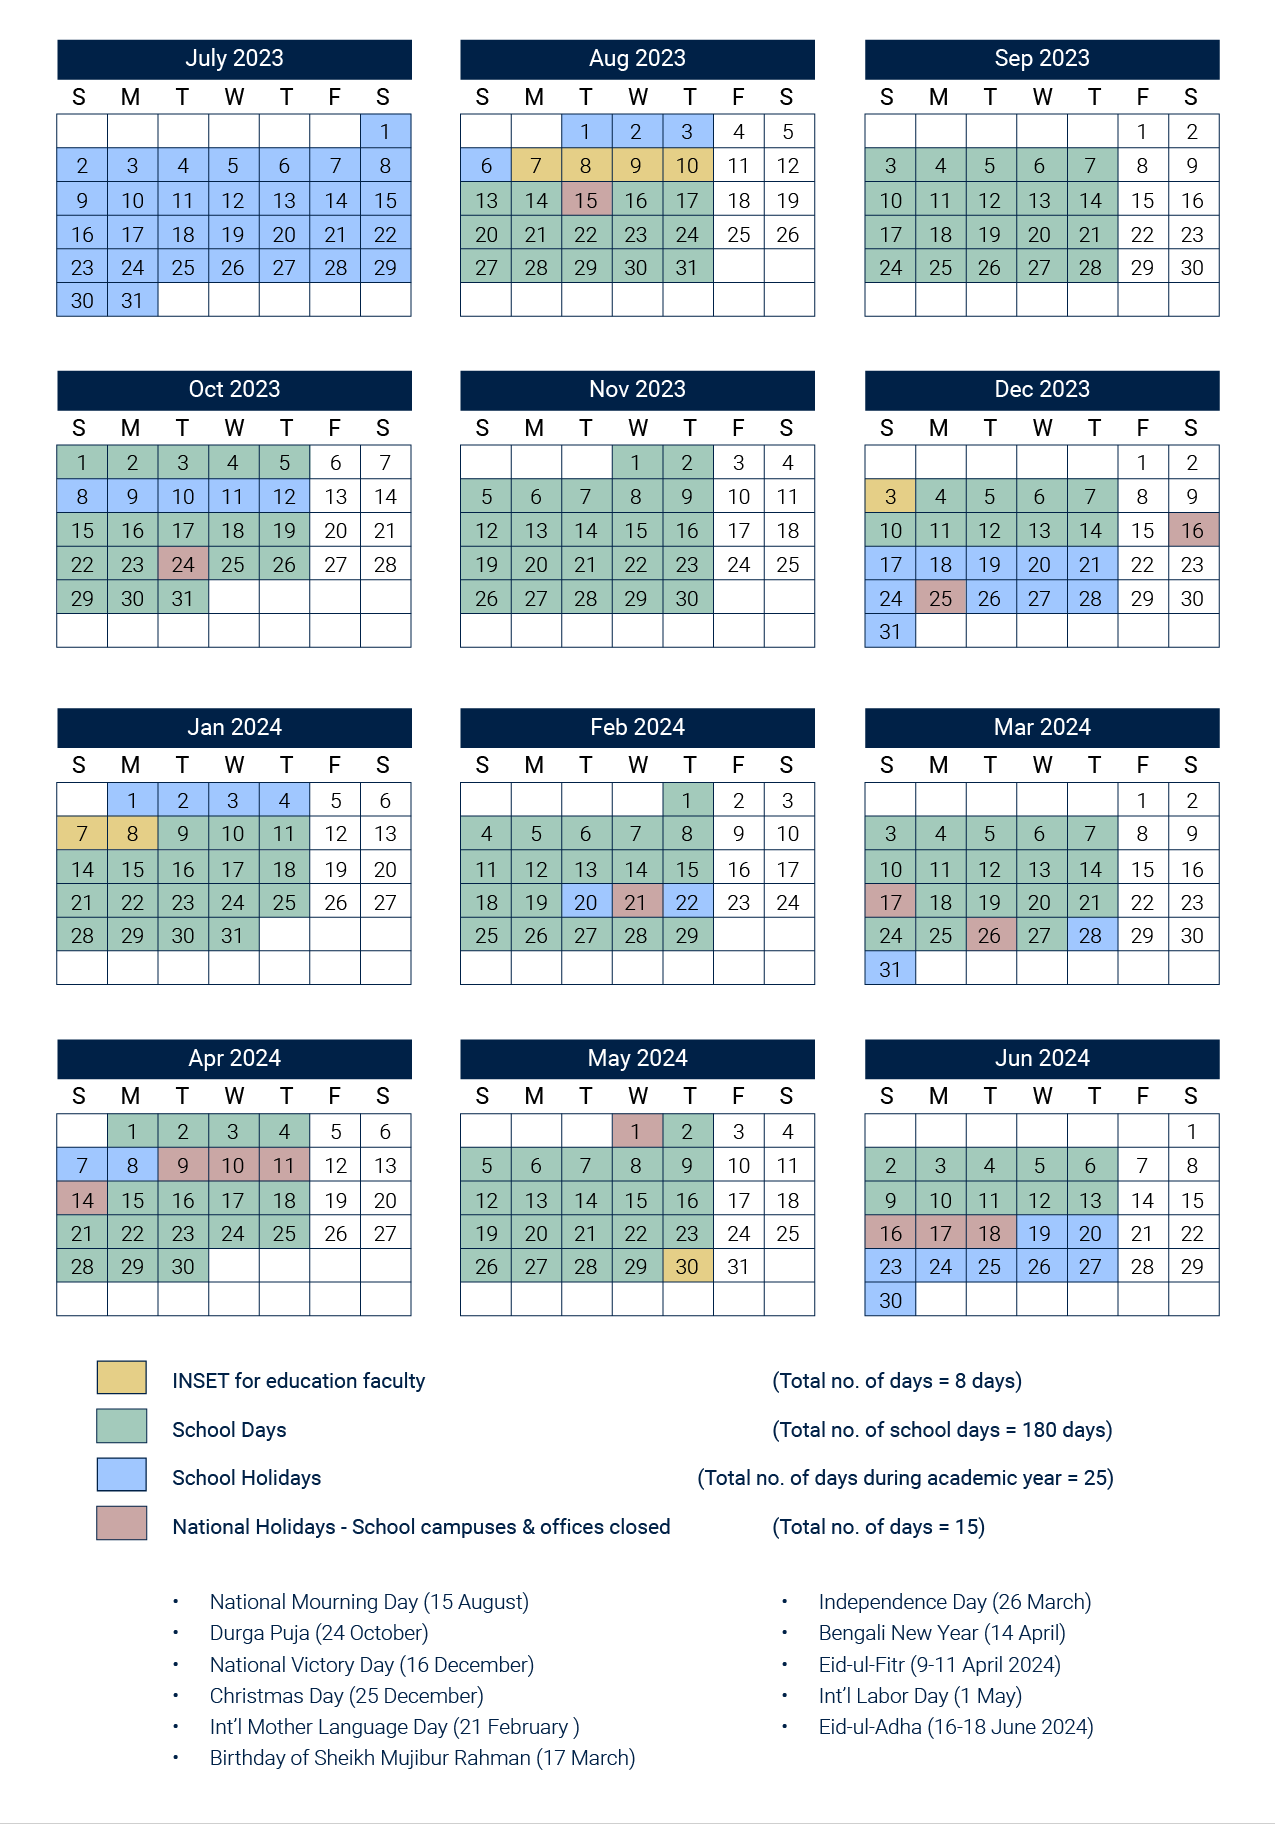 July 2023 Aug 2023 Sep 2023
S M T W T F S S M T W T F S S M T W T F S
1 1 2 3 4 5 1 2
2 3 4 5 6 7 8 6 7 8 9 10 11 12 3 4 5 6 7 8 9
9 10 11 12 13 14 15 13 14 15 16 17 18 19 10 11 12 13 14 15 16
16 17 18 19 20 21 22 20 21 22 23 24 25 26 17 18 19 20 21 22 23
23 24 25 26 27 28 29 27 28 29 30 31 24 25 26 27 28 29 30
30 31
Oct 2023 Nov 2023 Dec 2023
S M T W T F S S M T W T F S S M T W T F S
1 2 3 4 5 6 7 1 2 3 4 1 2
8 9 10 11 12 13 14 5 6 7 8 9 10 11 3 4 5 6 7 8 9
15 16 17 18 19 20 21 12 13 14 15 16 17 18 10 11 12 13 14 15 16
22 23 24 25 26 27 28 19 20 21 22 23 24 25 17 18 19 20 21 22 23
29 30 31 26 27 28 29 30 24 25 26 27 28 29 30
31
Jan 2024 Feb 2024 Mar 2024
S M T W T F S S M T W T F S S M T W T F S
1 2 3 4 5 6 1 2 3 1 2
7 8 9 10 11 12 13 4 5 6 7 8 9 10 3 4 5 6 7 8 9
14 15 16 17 18 19 20 11 12 13 14 15 16 17 10 11 12 13 14 15 16
21 22 23 24 25 26 27 18 19 20 21 22 23 24 17 18 19 20 21 22 23
28 29 30 31 25 26 27 28 29 24 25 26 27 28 29 30
31
Apr 2024 May 2024 Jun 2024
S M T W T F S S M T W T F S S M T W T F S
1 2 3 4 5 6 1 2 3 4 1
7 8 9 10 11 12 13 5 6 7 8 9 10 11 2 3 4 5 6 7 8
14 15 16 17 18 19 20 12 13 14 15 16 17 18 9 10 11 12 13 14 15
21 22 23 24 25 26 27 19 20 21 22 23 24 25 16 17 18 19 20 21 22
28 29 30 26 27 28 29 30 31 23 24 25 26 27 28 29
30
INSET for education faculty (Total no. of days = 8 days)
School Days (Total no. of school days = 180 days)
School Holidays (Total no. of days during academic year = 25)
National Holidays - School campuses & offices closed (Total no. of days = 15)
• National Mourning Day (15 August)
• Durga Puja (24 October)
• National Victory Day (16 December)
• Christmas Day (25 December)
• Int’l Mother Language Day (21 February )
• Birthday of Sheikh Mujibur Rahman (17 March)
• Independence Day (26 March)
• Bengali New Year (14 April)
• Eid-ul-Fitr (9-11 April 2024)
• Int’l Labor Day (1 May)
• Eid-ul-Adha (16-18 June 2024)